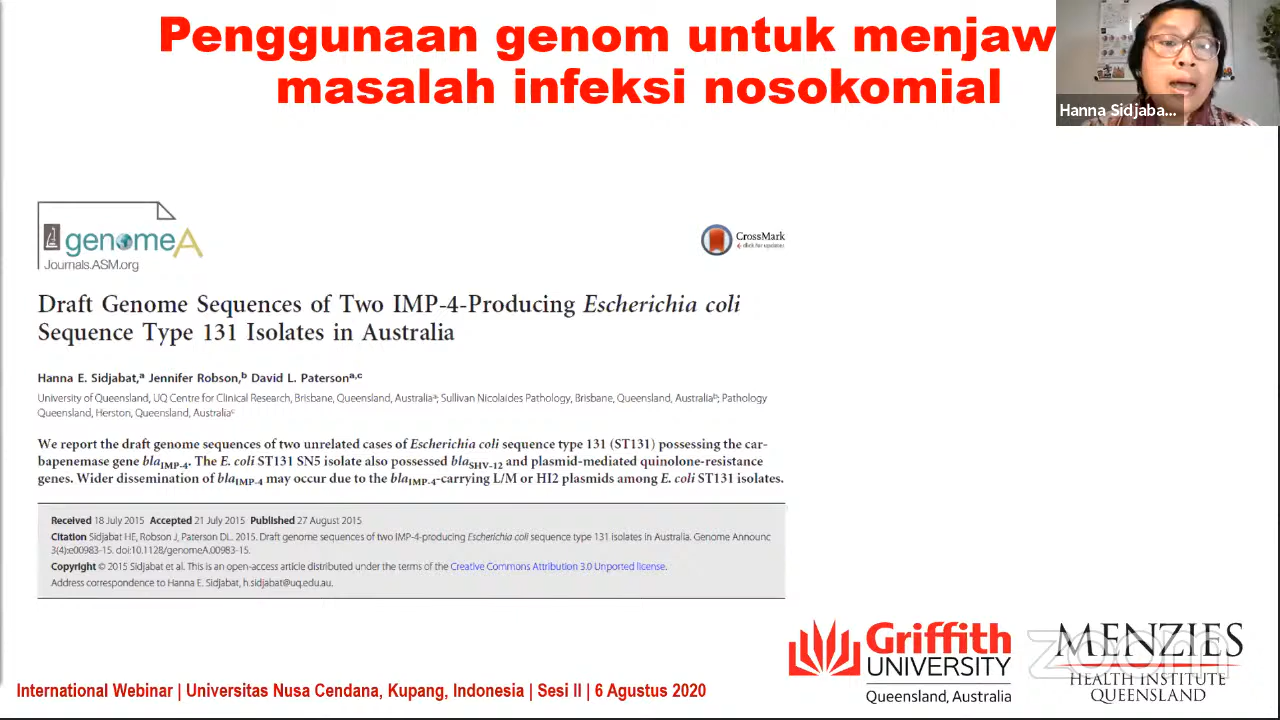 Penggunaan genom untuk menjaw
masalah infeksi nosokomial
Hanna Sidjaba...
genomeA
Journals.ASM.org
CrossMark
click for updates
Draft Genome Sequences of Two IMP-4-Producing Escherichia coli
Sequence Type 131 Isolates in Australia
Hanna E. Sidjabat,a Jennifer Robson,b David L. Patersona,c
University of Queensland, UQ Centre for Clinical Research, Brisbane, Queensland, Australiaa; Sullivan Nicolaides Pathology, Brisbane, Queensland, Australiab; Pathology
Queensland, Herston, Queensland, Australiac
We report the draft genome sequences of two unrelated cases of Escherichia coli sequence type 131 (ST131) possessing the car-
bapenemase gene blaIMP-4. The E. coli ST131 SN5 isolate also possessed blaSHV-12 and plasmid-mediated quinolone-resistance
genes. Wider dissemination of blaIMP-4 may occur due to the blaIMP-4-carrying L/M or HI2 plasmids among E. coli ST131 isolates.
Received 18 July 2015 Accepted 21 July 2015 Published 27 August 2015
Citation Sidjabat HE, Robson J, Paterson DL. 2015. Draft genome sequences of two IMP-4-producing Escherichia coli sequence type 131 isolates in Australia. Genome Announc
3(4):e00983-15. doi:10.1128/genomeA.00983-15.
Copyright © 2015 Sidjabat et al. This is an open-access article distributed under the terms of the Creative Commons Attribution 3.0 Unported license.
Address correspondence to Hanna E. Sidjabat, h.sidjabat@uq.edu.au.
Griffith
UNIVERSITY
Queensland, Australia
MENZIES
HEALTH INSTITUTE
QUEENSLAND
zoom
International Webinar | Universitas Nusa Cendana, Kupang, Indonesia | Sesi II | 6 Agustus 2020